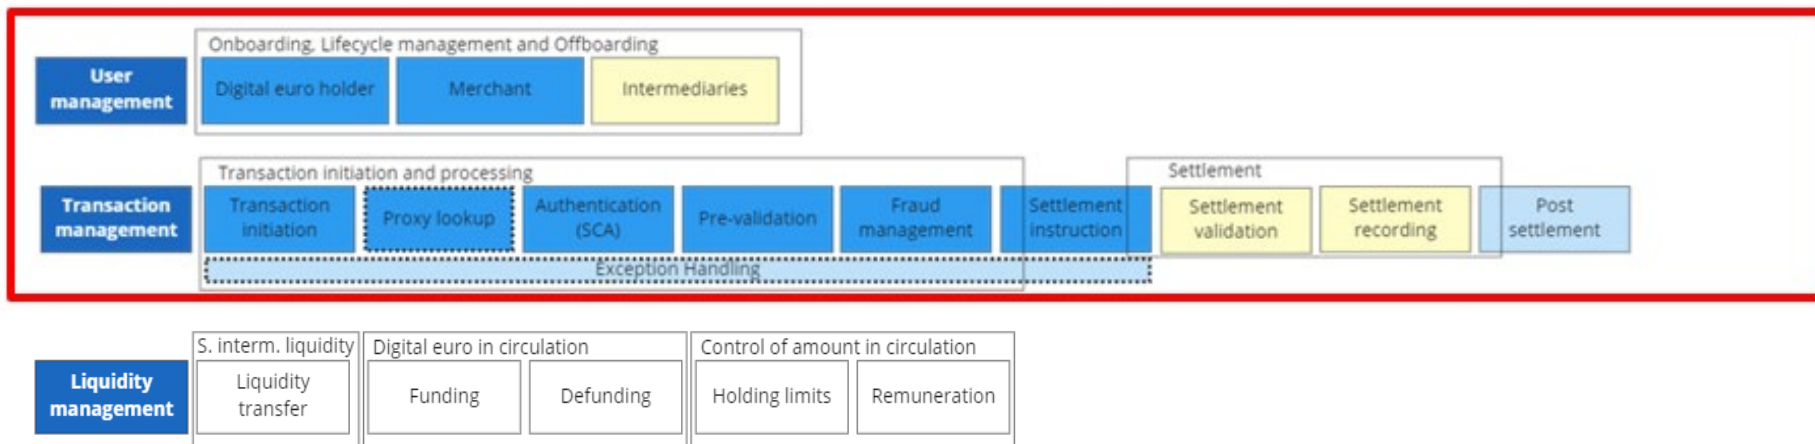 Onboarding, Lifecycle management and Offboarding
User
management
Digital euro holder
Merchant
Intermediaries
Transaction initiation and processing
Settlement
Transaction
management
Transaction
initiation
Proxy lookup
Authentication
(SCA)
Pre-validation
Fraud
management
Settlement
instruction
Settlement
validation
Settlement
recording
Post
settlement
Exception Handling
S. interm. liquidity
Digital euro in circulation
Control of amount in circulation
Liquidity
management
Liquidity
transfer
Funding
Defunding
Holding limits
Remuneration